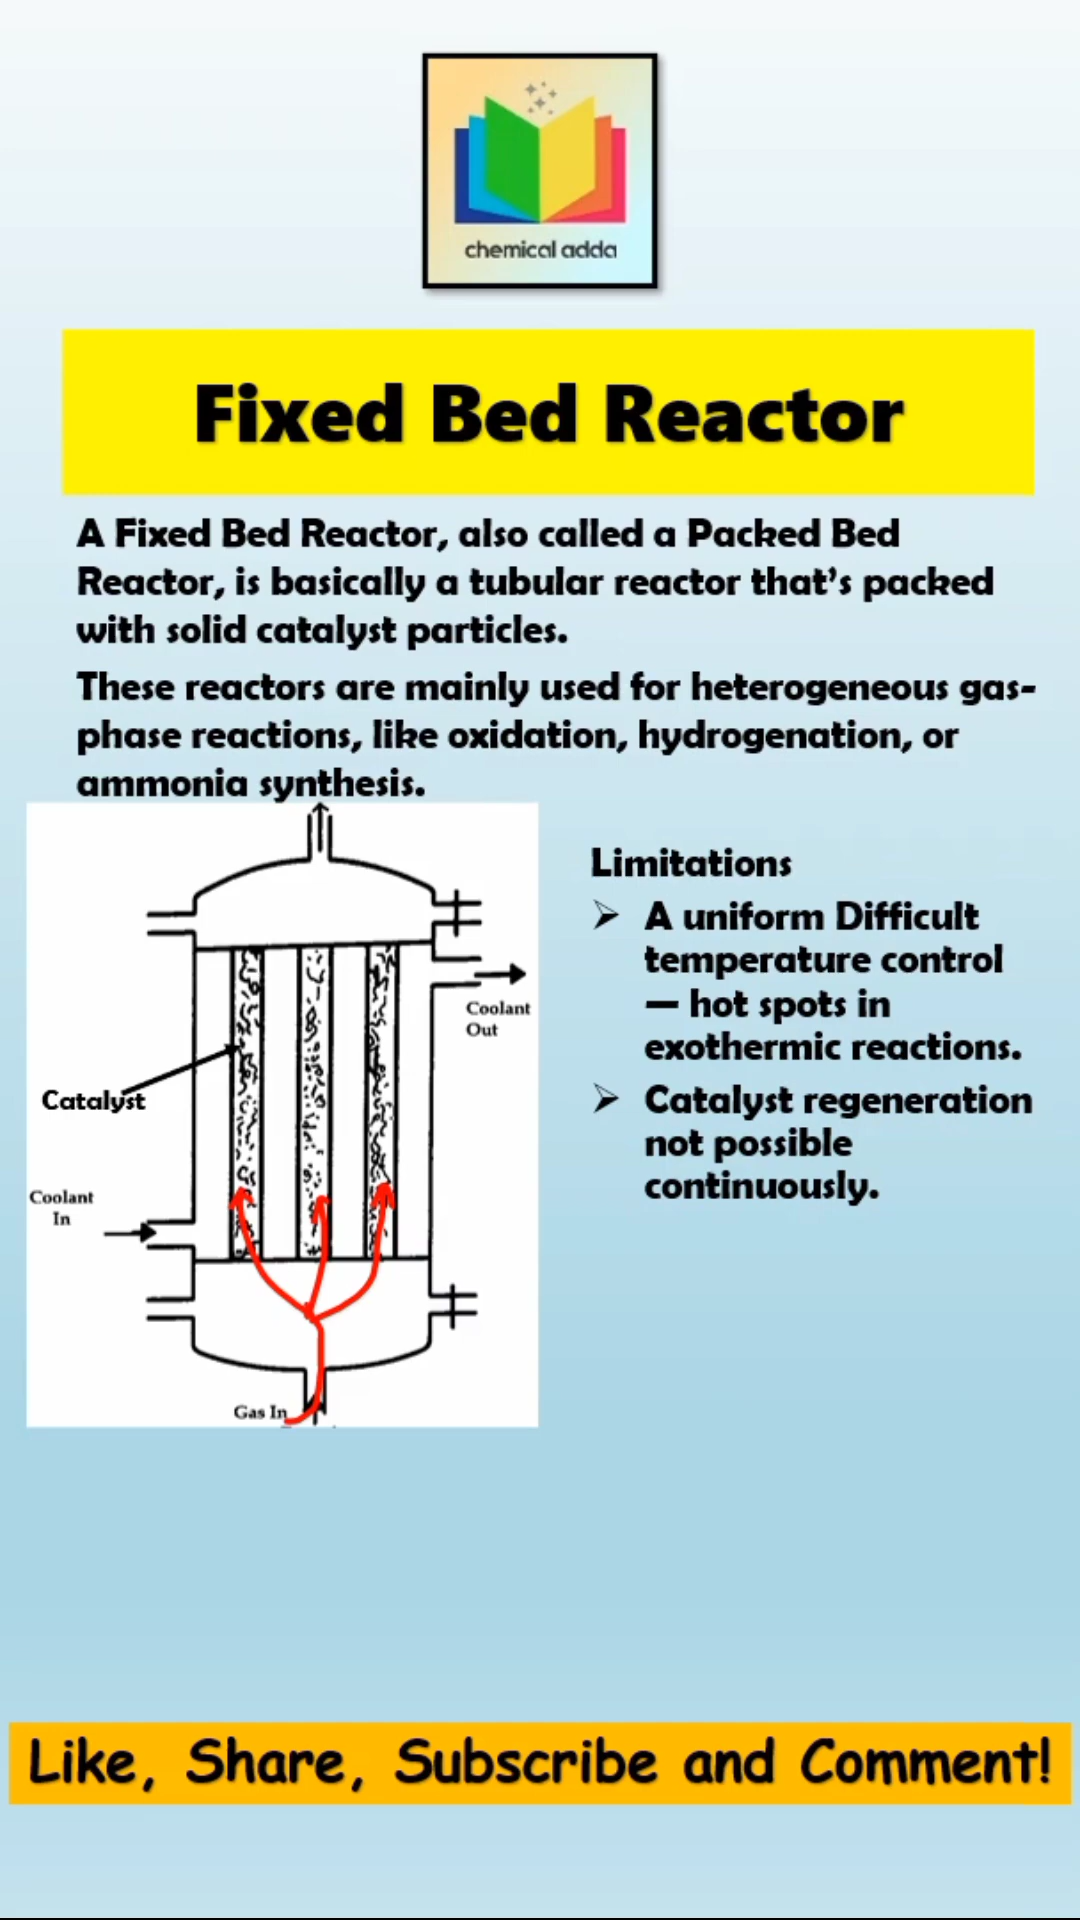 chemical adda
Fixed Bed Reactor
A Fixed Bed Reactor, also called a Packed Bed
Reactor, is basically a tubular reactor that's packed
with solid catalyst particles.
These reactors are mainly used for heterogeneous gas-
phase reactions, like oxidation, hydrogenation, or
ammonia synthesis.
Coolant
Out
Catalyst
Coolant
In
Gas In
Limitations
➢ A uniform Difficult
temperature control
— hot spots in
exothermic reactions.
➢ Catalyst regeneration
not possible
continuously.
Like, Share, Subscribe and Comment!